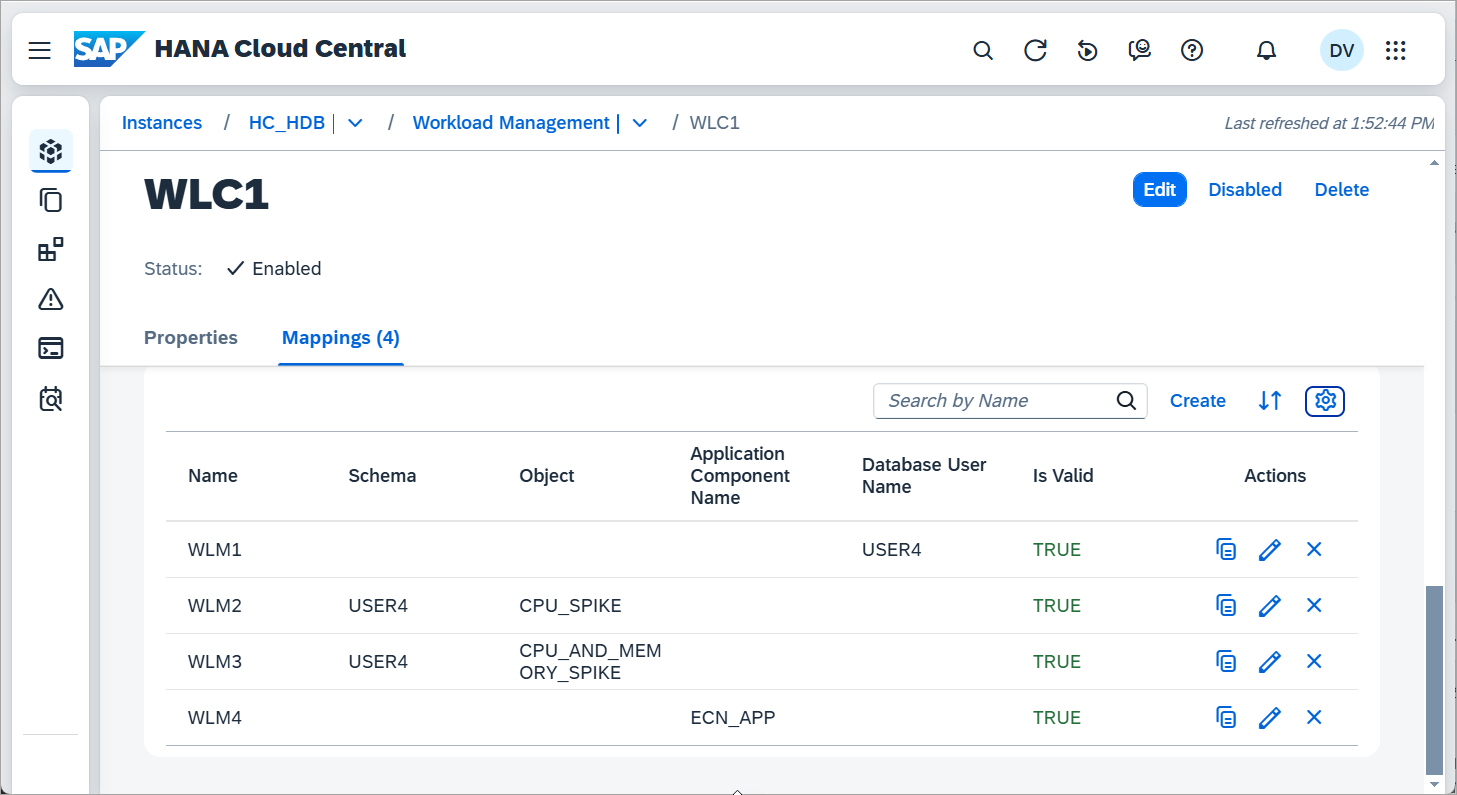 SAP HANA Cloud Central
DV
Instances / HC_HDB | / Workload Management | / WLC1
Last refreshed at 1:52:44 PM
WLC1
Edit Disabled Delete
Status: Enabled
Properties Mappings (4)
Search by Name Create
Name Schema Object Application Component Name Database User Name Is Valid Actions
WLM1 USER4 TRUE
WLM2 USER4 CPU_SPIKE TRUE
WLM3 USER4 CPU_AND_MEM
ORY_SPIKE TRUE
WLM4 ECN_APP TRUE